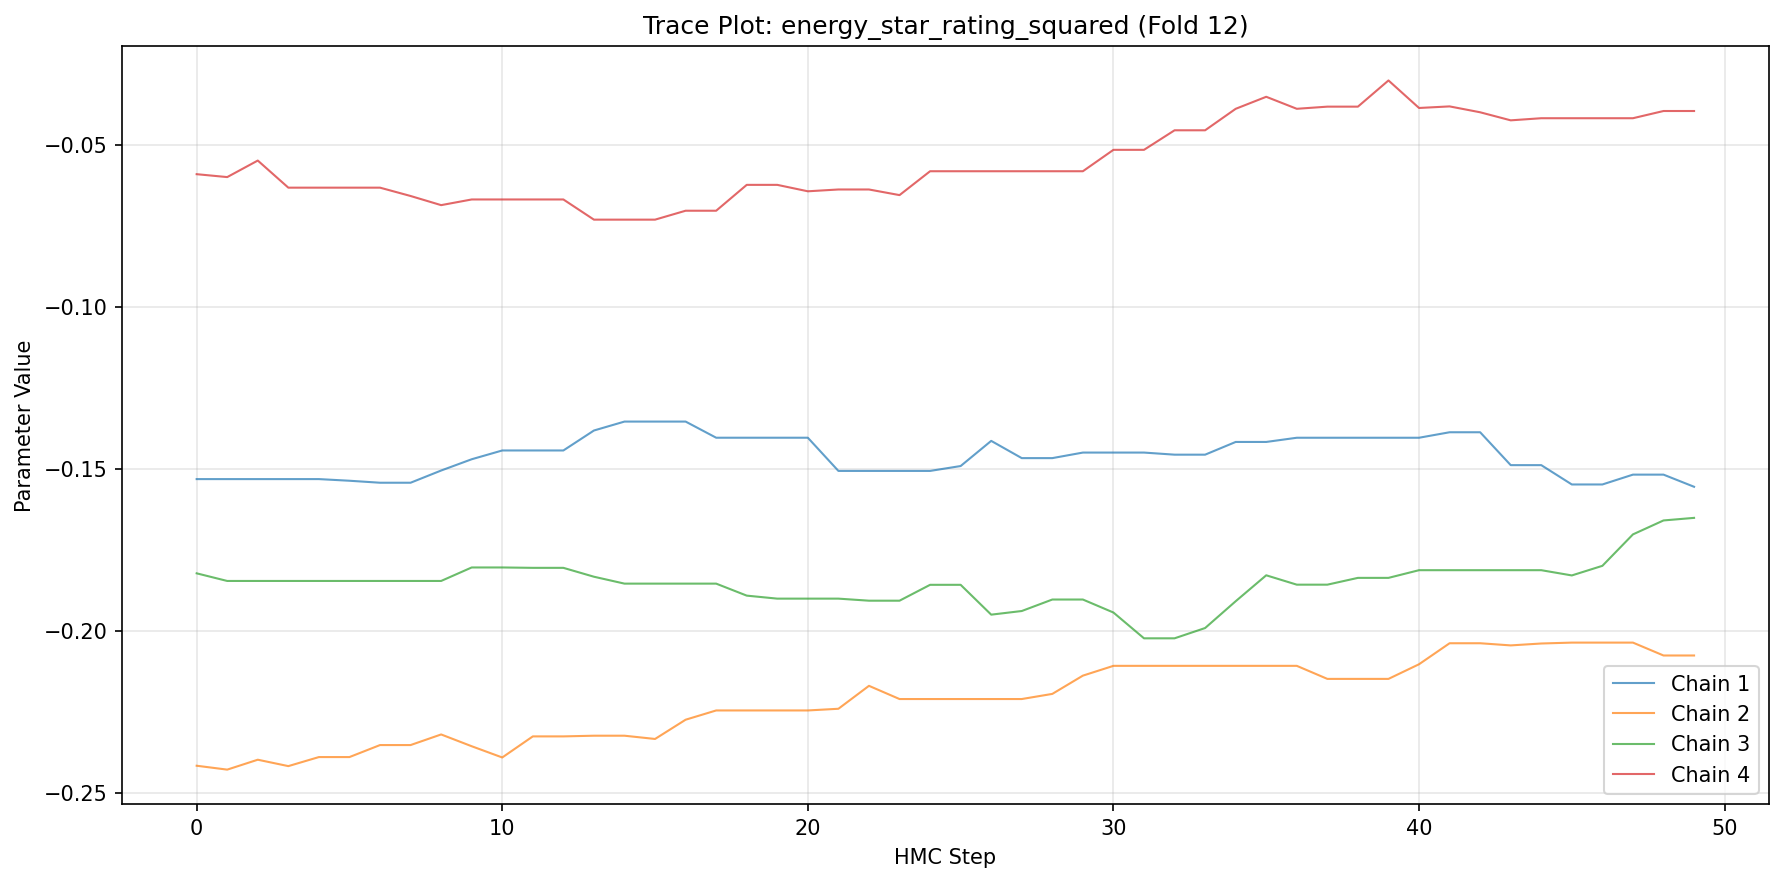 Trace Plot: energy_star_rating_squared (Fold 12)
−0.05
−0.10
−0.15
−0.20
−0.25
Parameter Value
0 10 20 30 40 50
HMC Step
Chain 1
Chain 2
Chain 3
Chain 4